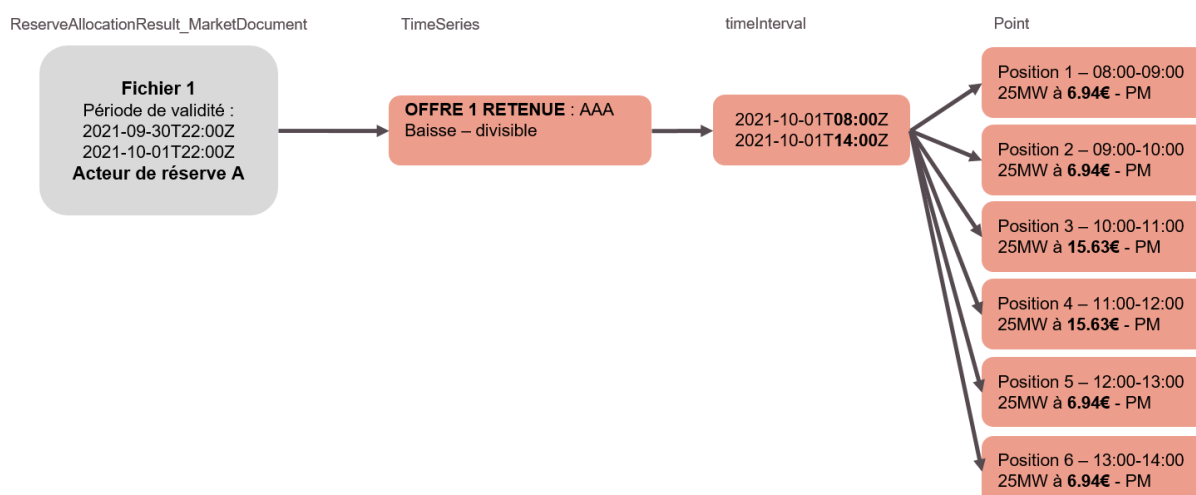 ReserveAllocationResult_MarketDocument
TimeSeries
timeInterval
Point
Fichier 1
Période de validité :
2021-09-30T22:00Z
2021-10-01T22:00Z
Acteur de réserve A
OFFRE 1 RETENUE : AAA
Baisse – divisible
2021-10-01T08:00Z
2021-10-01T14:00Z
Position 1 – 08:00-09:00
25MW à 6.94€ - PM
Position 2 – 09:00-10:00
25MW à 6.94€ - PM
Position 3 – 10:00-11:00
25MW à 15.63€ - PM
Position 4 – 11:00-12:00
25MW à 15.63€ - PM
Position 5 – 12:00-13:00
25MW à 6.94€ - PM
Position 6 – 13:00-14:00
25MW à 6.94€ - PM